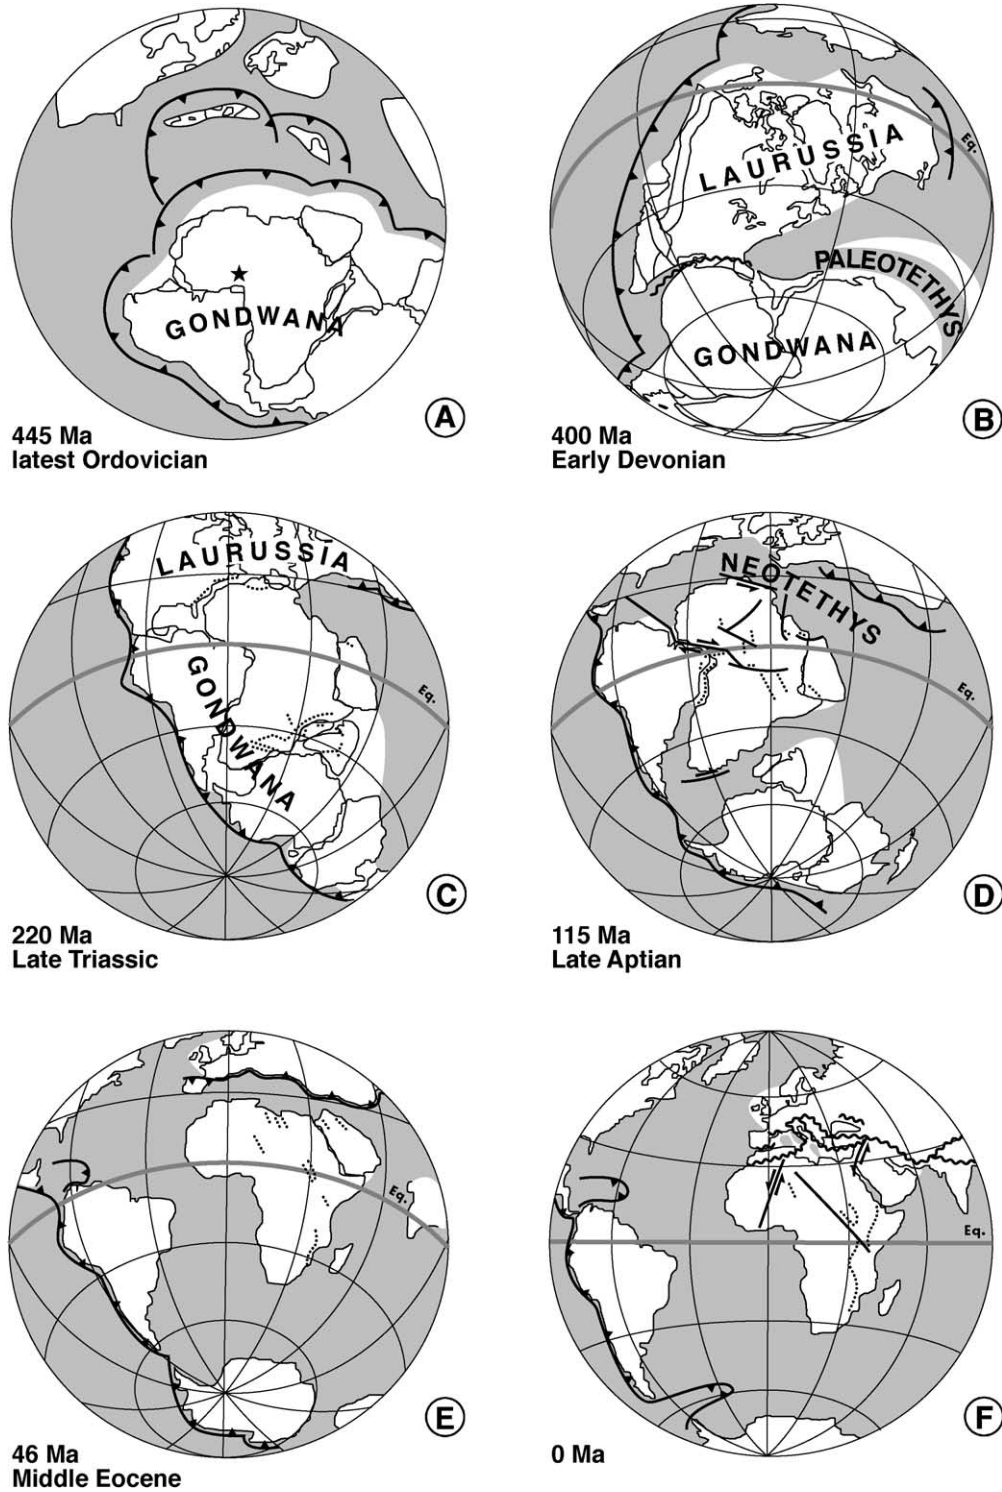 GONDWANA
A
445 Ma
latest Ordovician
LAURUSSIA
Eq.
PALEOTETHYS
GONDWANA
B
400 Ma
Early Devonian
LAURUSSIA
GONDWANA
Eq.
C
220 Ma
Late Triassic
NEOTETHYS
Eq.
D
115 Ma
Late Aptian
Eq.
E
46 Ma
Middle Eocene
Eq.
F
0 Ma